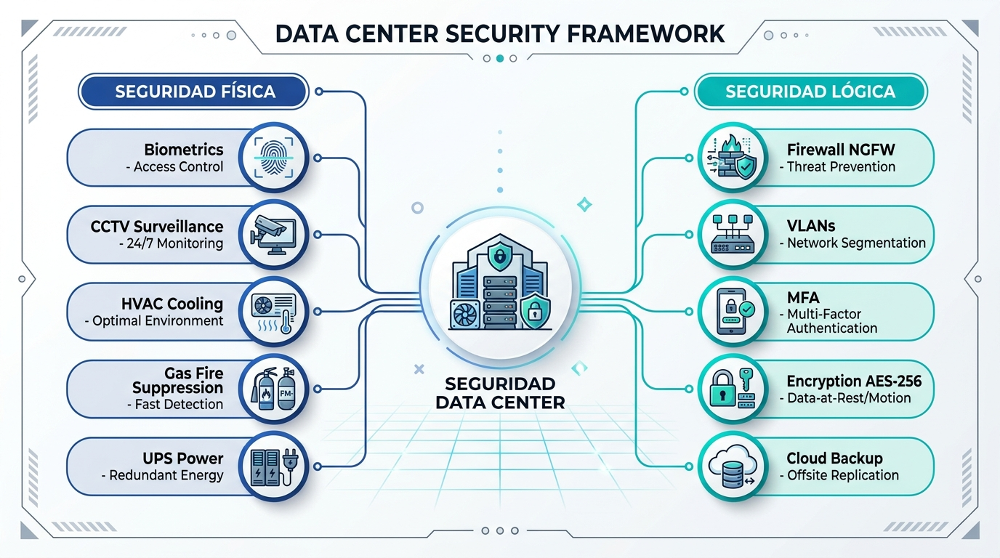 DATA CENTER SECURITY FRAMEWORK
SEGURIDAD FÍSICA
Biometrics
- Access Control
CCTV Surveillance
- 24/7 Monitoring
HVAC Cooling
- Optimal Environment
Gas Fire
Suppression
- Fast Detection
FM-
UPS Power
- Redundant Energy
SEGURIDAD
DATA CENTER
SEGURIDAD LÓGICA
Firewall NGFW
- Threat Prevention
VLANs
- Network Segmentation
MFA
- Multi-Factor
Authentication
Encryption AES-256
- Data-at-Rest/Motion
Cloud Backup
- Offsite Replication